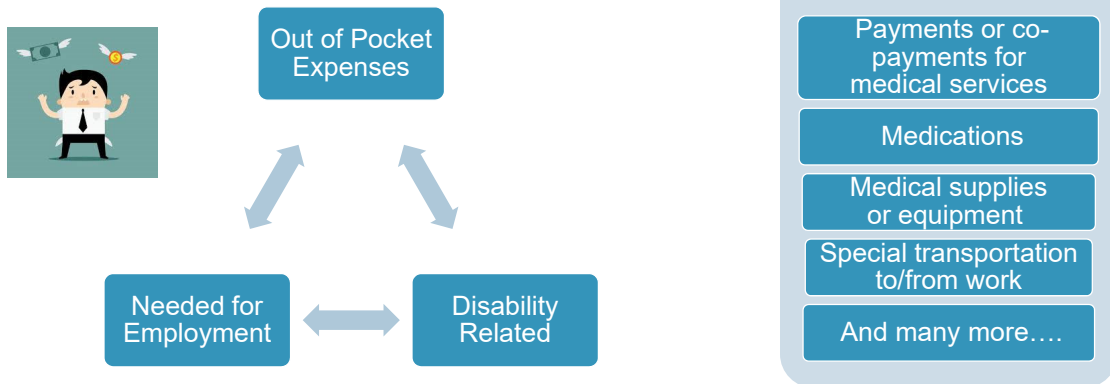 Out of Pocket
Expenses
Needed for
Employment
Disability
Related
Payments or co-
payments for
medical services
Medications
Medical supplies
or equipment
Special transportation
to/from work
And many more….